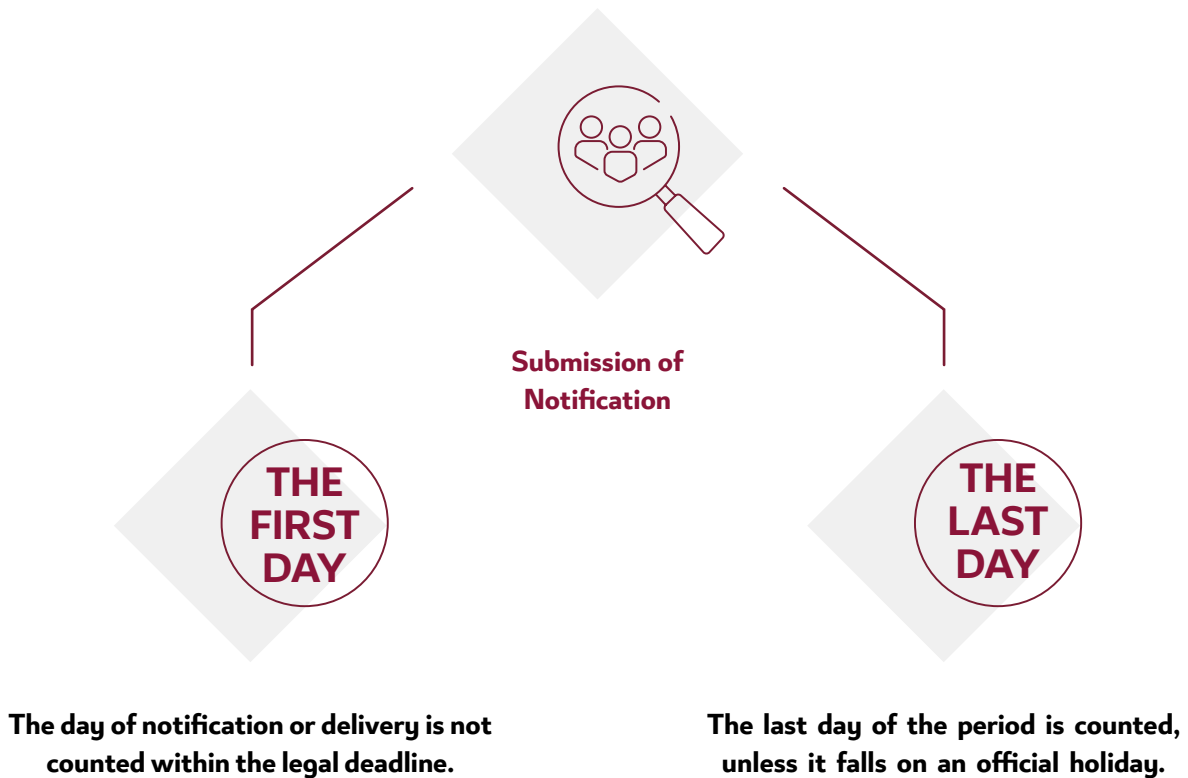 Submission of
Notification
THE
FIRST
DAY
The day of notification or delivery is not
counted within the legal deadline.
THE
LAST
DAY
The last day of the period is counted,
unless it falls on an official holiday.